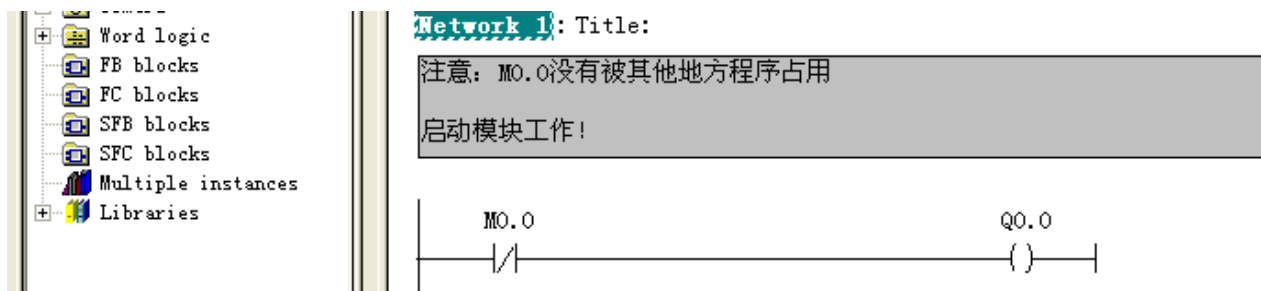 Word logic
FB blocks
FC blocks
SFB blocks
SFC blocks
Multiple instances
Libraries
Network 1: Title:
注意：M0.0没有被其他地方程序占用
启动模块工作！
M0.0
Q0.0